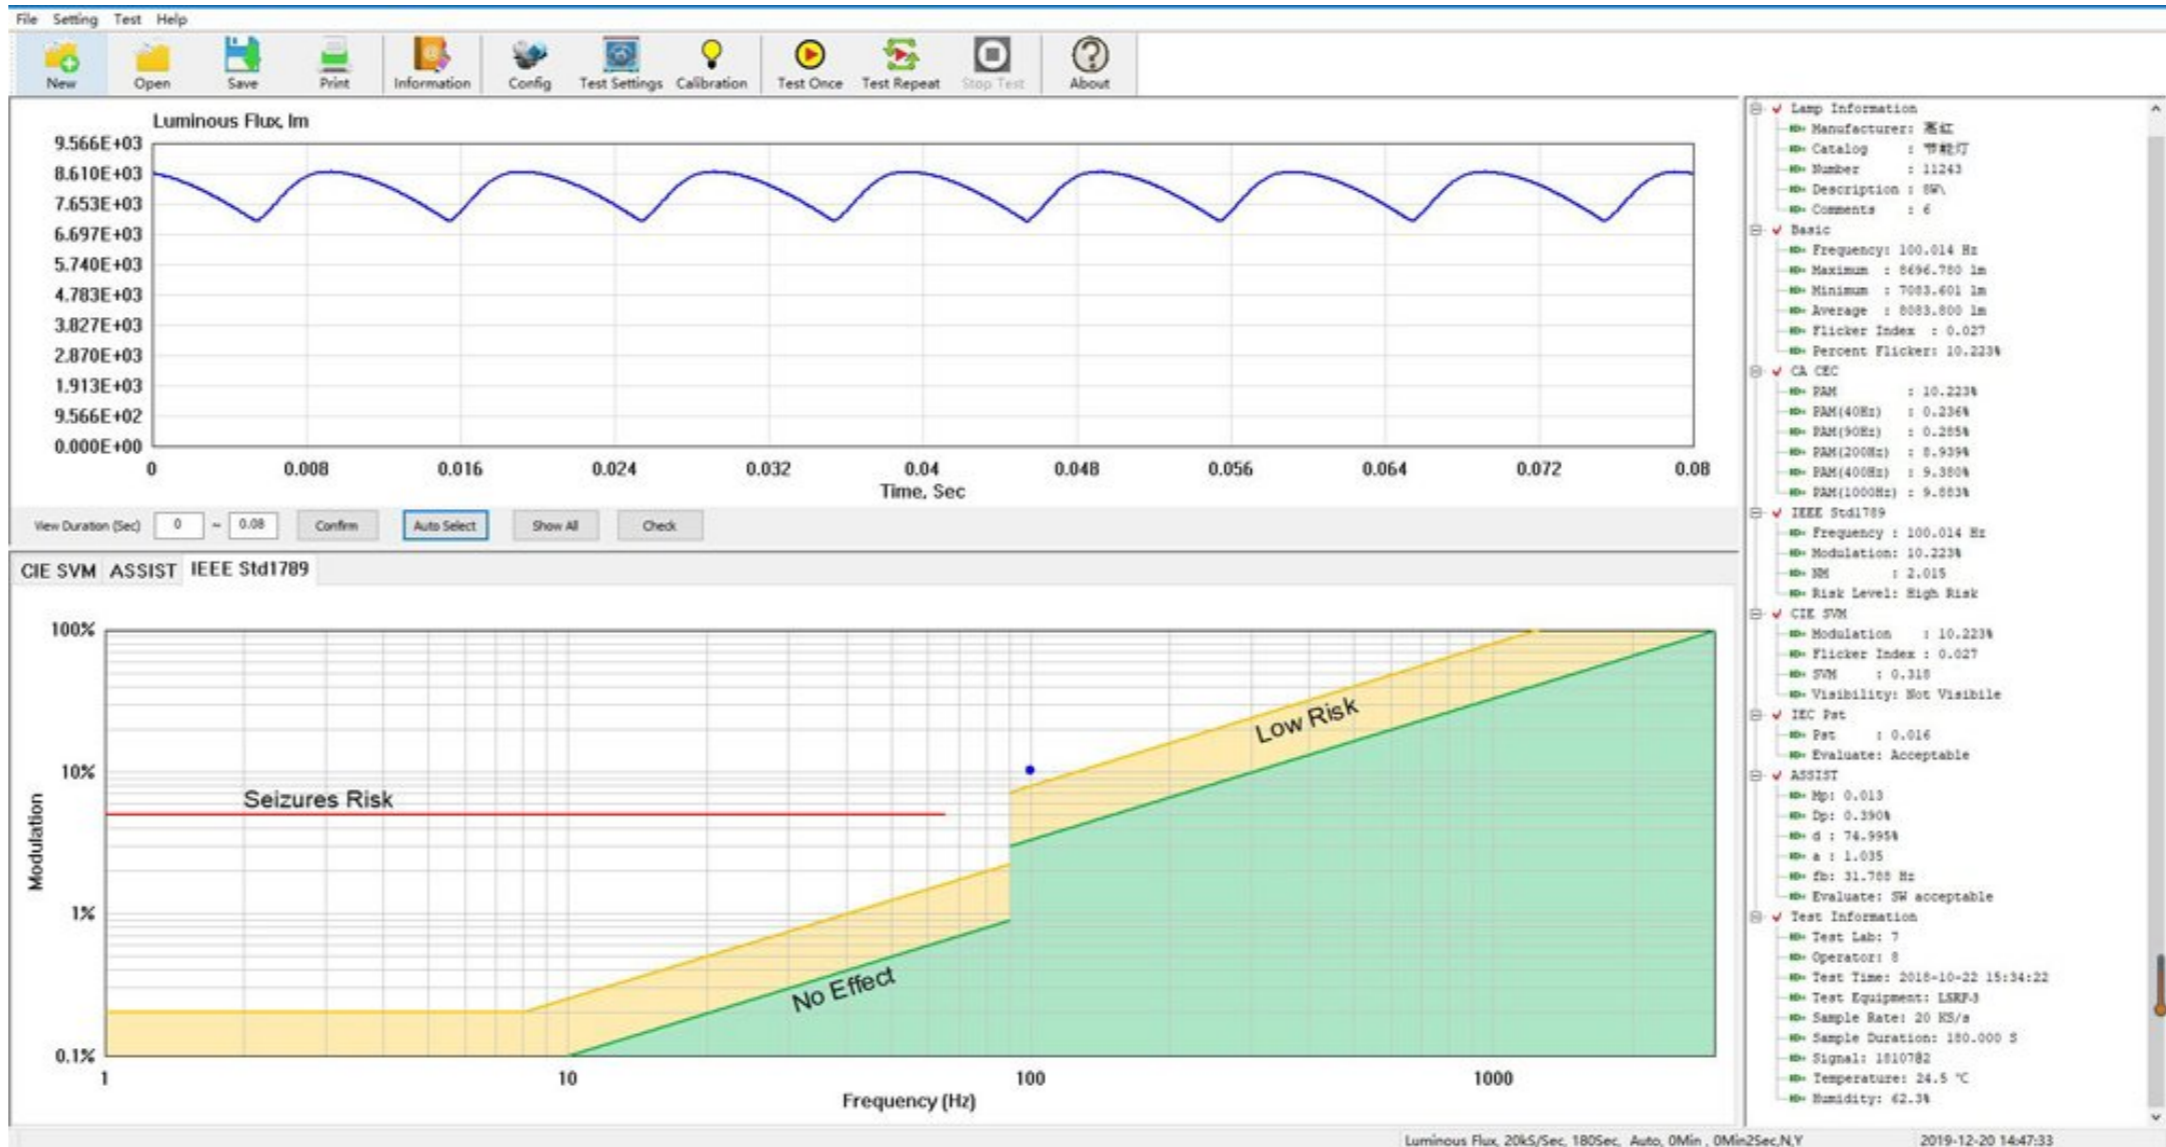 File Setting Test Help
New Open Save Print Information Config Test Settings Calibration Test Once Test Repeat Stop Test About
Luminous Flux, lm
9.566E+03
8.610E+03
7.653E+03
6.697E+03
5.740E+03
4.783E+03
3.827E+03
2.870E+03
1.913E+03
9.566E+02
0.000E+00
0 0.008 0.016 0.024 0.032 0.04 0.048 0.056 0.064 0.072 0.08
Time, Sec
View Duration (Sec) 0 ~ 0.08 Confirm Auto Select Show All Check
CIE SVM ASSIST IEEE Std1789
100%
10%
1%
0.1%
Modulation
Seizures Risk
Low Risk
No Effect
1 10 100 1000
Frequency (Hz)
Lamp Information
Manufacturer: 亮红
Catalog : 节能灯
Number : 11243
Description : 8W\
Comments : 6
Basic
Frequency: 100.014 Hz
Maximum : 8696.780 lm
Minimum : 7083.601 lm
Average : 8083.800 lm
Flicker Index : 0.027
Percent Flicker: 10.223%
CA CEC
PAM : 10.223%
PAM(40Hz) : 0.236%
PAM(90Hz) : 0.285%
PAM(200Hz) : 8.939%
PAM(400Hz) : 9.380%
PAM(1000Hz) : 9.883%
IEEE Std1789
Frequency : 100.014 Hz
Modulation: 10.223%
NM : 2.015
Risk Level: High Risk
CIE SVM
Modulation : 10.223%
Flicker Index : 0.027
SVM : 0.318
Visibility: Not Visibile
IEC Pst
Pst : 0.016
Evaluate: Acceptable
ASSIST
Mp: 0.013
Dp: 0.390%
d : 74.995%
a : 1.035
fb: 31.788 Hz
Evaluate: SW acceptable
Test Information
Test Lab: 7
Operator: 8
Test Time: 2018-10-22 15:34:22
Test Equipment: LSRF-3
Sample Rate: 20 KS/s
Sample Duration: 180.000 S
Signal:
Temperature: 24.5 ℃
Humidity: 62.3%
Luminous Flux, 20kS/Sec, 180Sec, Auto, 0Min , 0Min2Sec,N,Y 2019-12-20 14:47:33